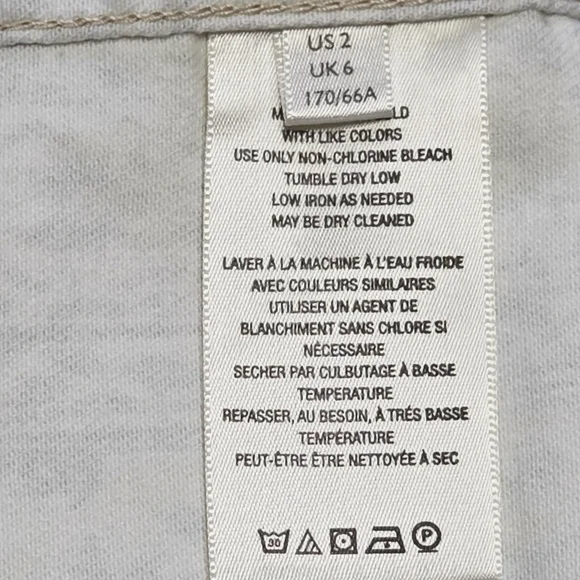 US 2
UK 6
170/66A
WITH LIKE COLORS
USE ONLY NON-CHLORINE BLEACH
TUMBLE DRY LOW
LOW IRON AS NEEDED
MAY BE DRY CLEANED
LAVER À LA MACHINE À L'EAU FROIDE
AVEC COULEURS SIMILAIRES
UTILISER UN AGENT DE
BLANCHIMENT SANS CHLORE SI
NÉCESSAIRE
SECHER PAR CULBUTAGE À BASSE
TEMPERATURE
REPASSER, AU BESOIN, À TRÉS BASSE
TEMPÉRATURE
PEUT-ÊTRE ÊTRE NETTOYÉE À SEC
30 P